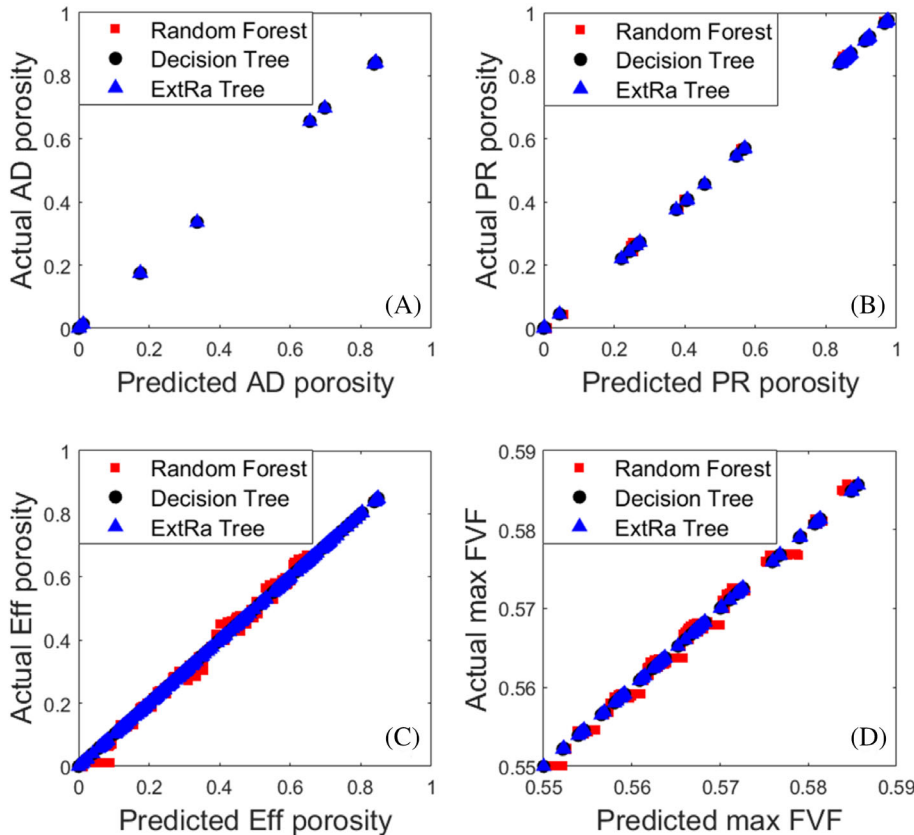 1
0.8
0.6
0.4
0.2
0
Actual AD porosity
Random Forest
Decision Tree
ExtRa Tree
(A)
0 0.2 0.4 0.6 0.8 1
Predicted AD porosity
1
0.8
0.6
0.4
0.2
0
Actual PR porosity
Random Forest
Decision Tree
ExtRa Tree
(B)
0 0.2 0.4 0.6 0.8 1
Predicted PR porosity
1
0.8
0.6
0.4
0.2
0
Actual Eff porosity
Random Forest
Decision Tree
ExtRa Tree
(C)
0 0.2 0.4 0.6 0.8 1
Predicted Eff porosity
0.59
0.58
0.57
0.56
0.55
Actual max FVF
Random Forest
Decision Tree
ExtRa Tree
(D)
0.55 0.56 0.57 0.58 0.59
Predicted max FVF